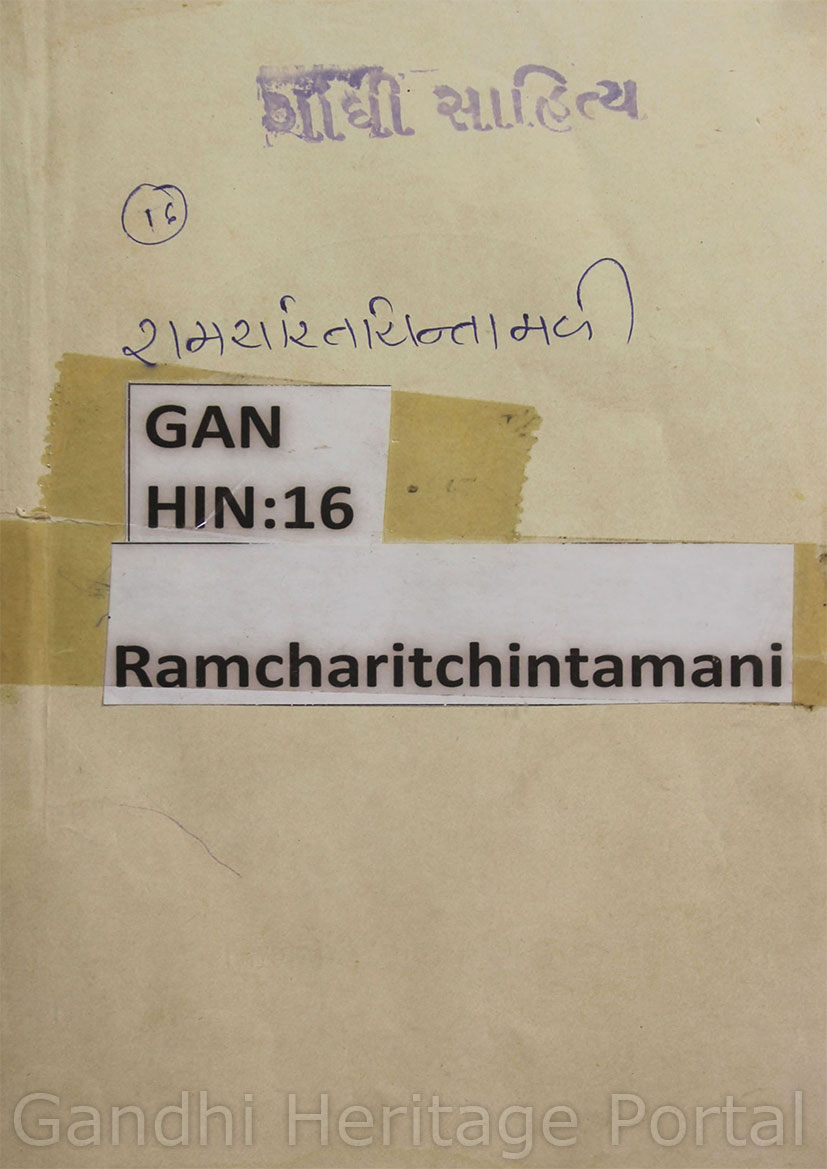 ગાંધી સાહિત્ય
16
રામચરિતચિન્તામણી
GAN
HIN:16
Ramcharitchintamani
Gandhi Heritage Portal